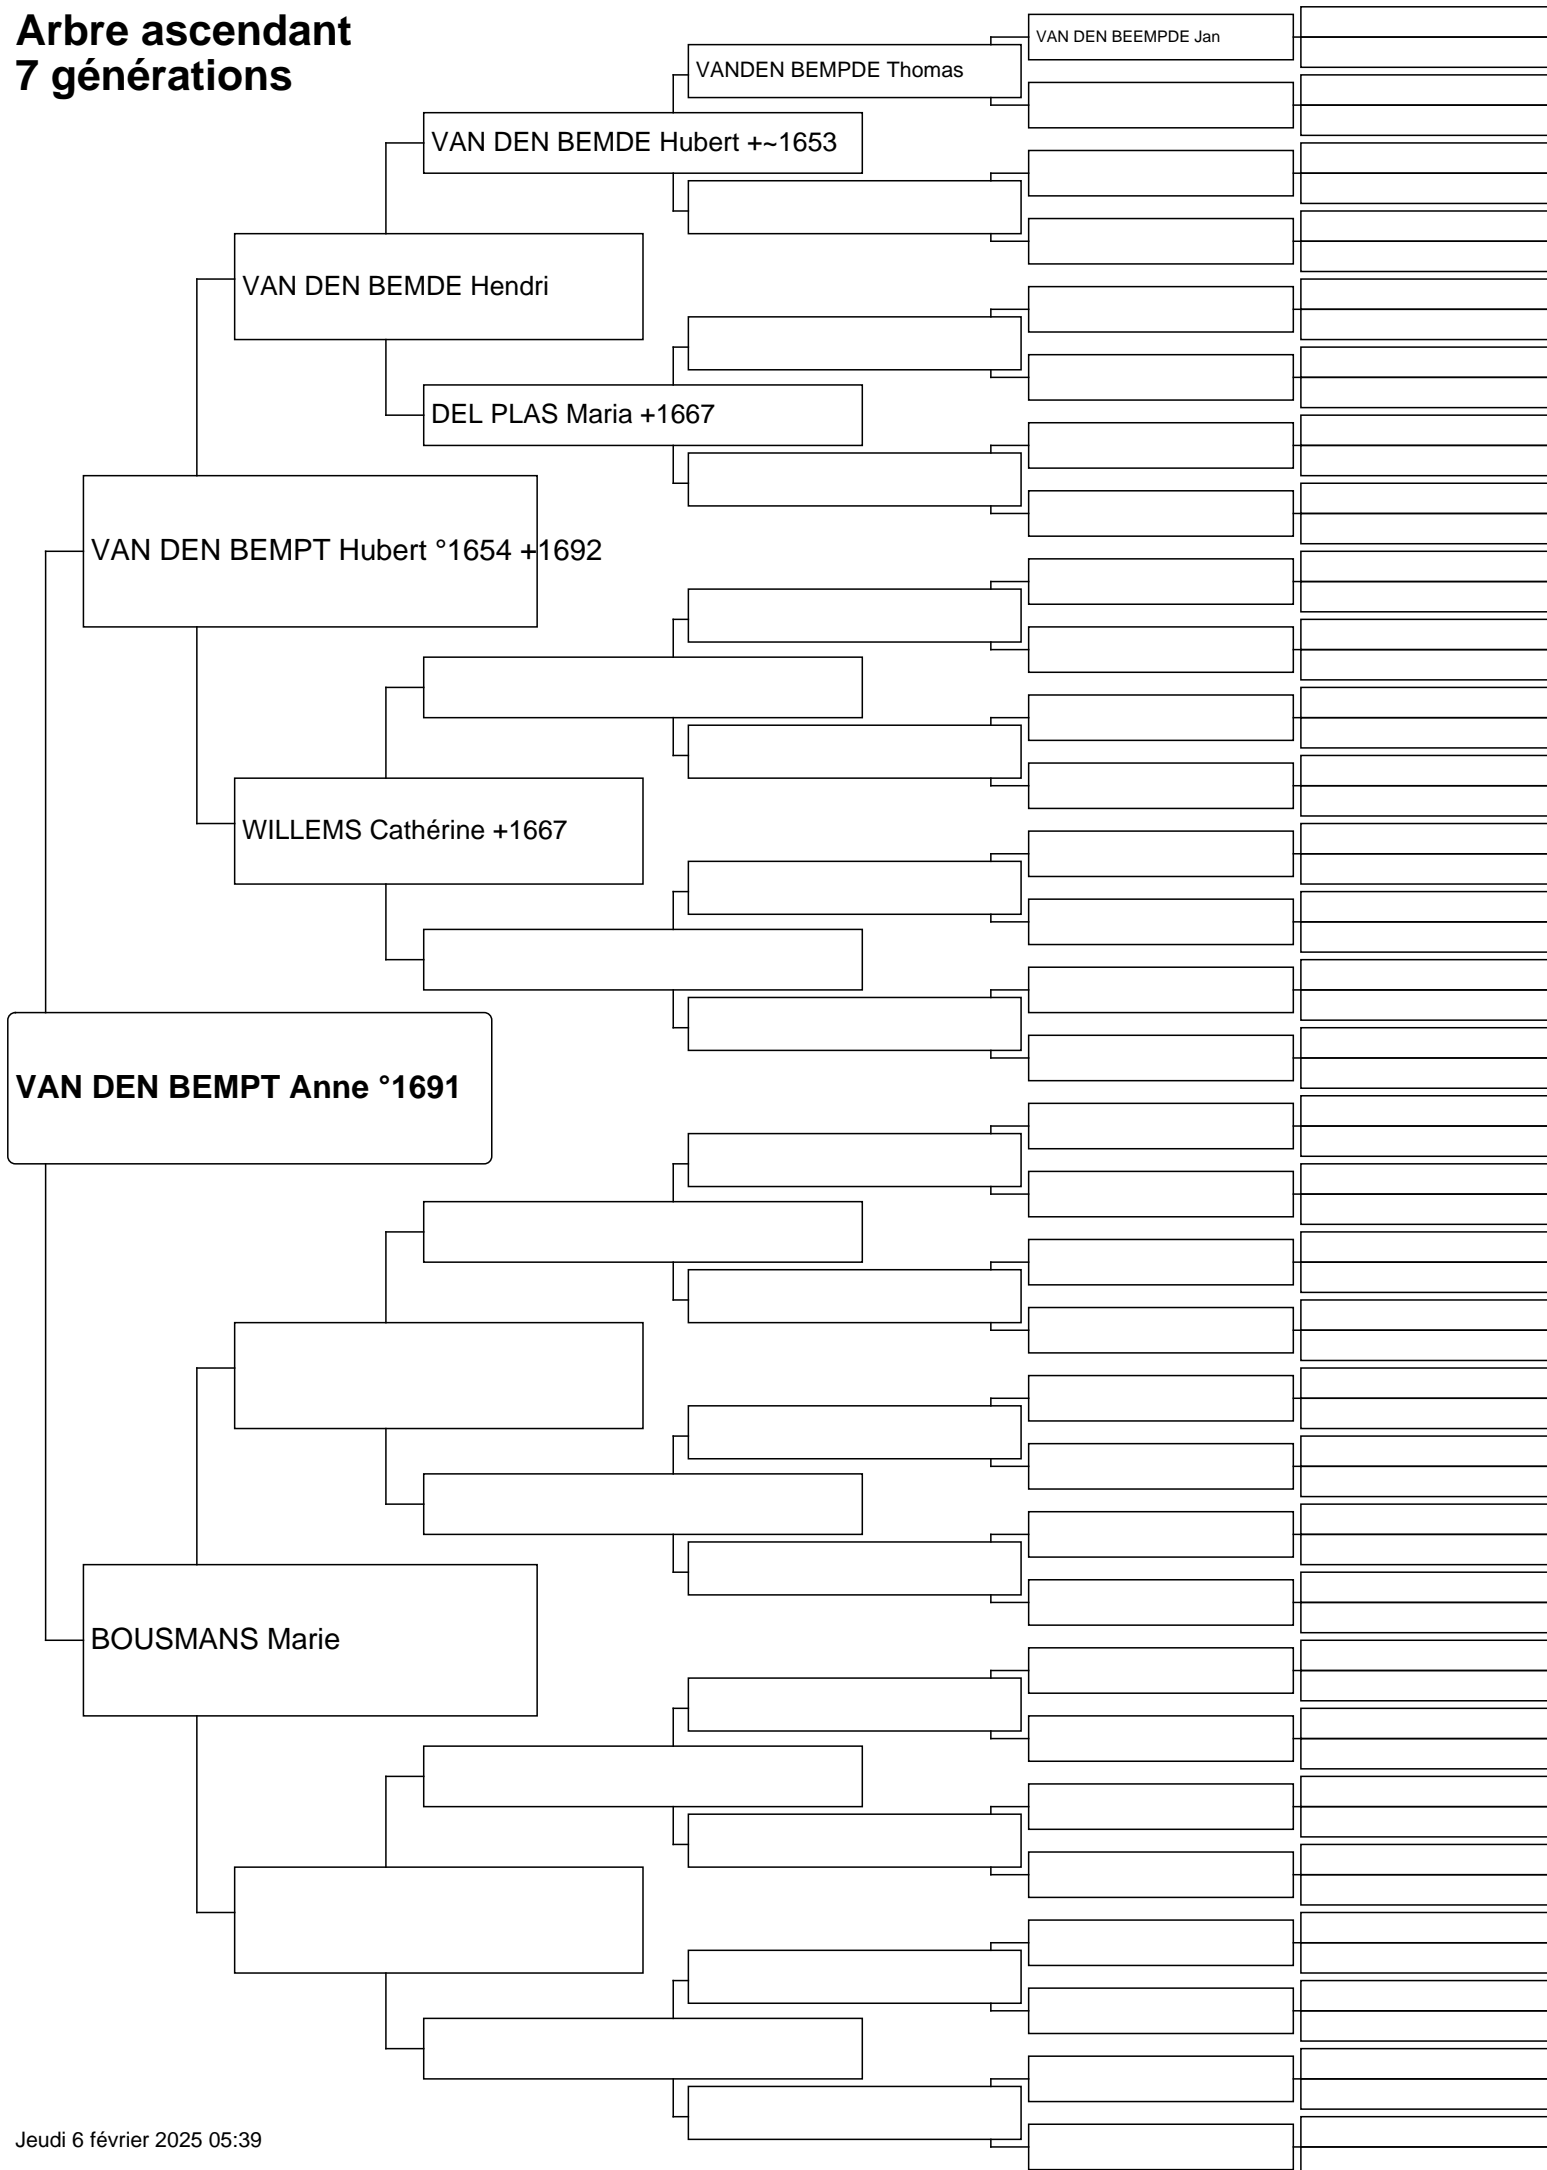 Arbre ascendant
7 générations
VAN DEN BEEMPDE Jan
VANDEN BEMPDE Thomas
VAN DEN BEMDE Hubert +~1653
VAN DEN BEMDE Hendri
DEL PLAS Maria +1667
VAN DEN BEMPT Hubert °1654 +1692
WILLEMS Cathérine +1667
VAN DEN BEMPT Anne °1691
BOUSMANS Marie
Jeudi 6 février 2025 05:39